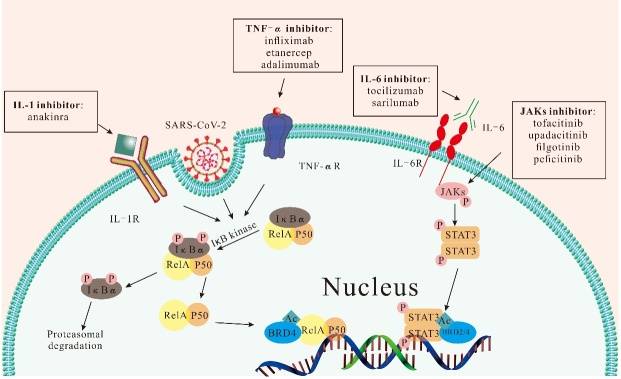 TNF-α inhibitor:
infliximab
etanercep
adalimumab
IL-6 inhibitor:
tocilizumab
sarilumab
IL-1 inhibitor:
anakinra
JAKs inhibitor:
tofacitinib
upadacitinib
filgotinib
peficitinib
SARS-CoV-2
IL-6
TNF-αR
IL-6R
JAKs
P
IL-1R
IκB kinase
IκBα
RelA P50
P P
IκBα
RelA P50
P
STAT3
STAT3
P
P P
IκBα
Nucleus
RelA P50
Proteasomal
degradation
Ac
BRD4 RelA P50
P
STAT3 Ac
STAT3 BRD2/4
P